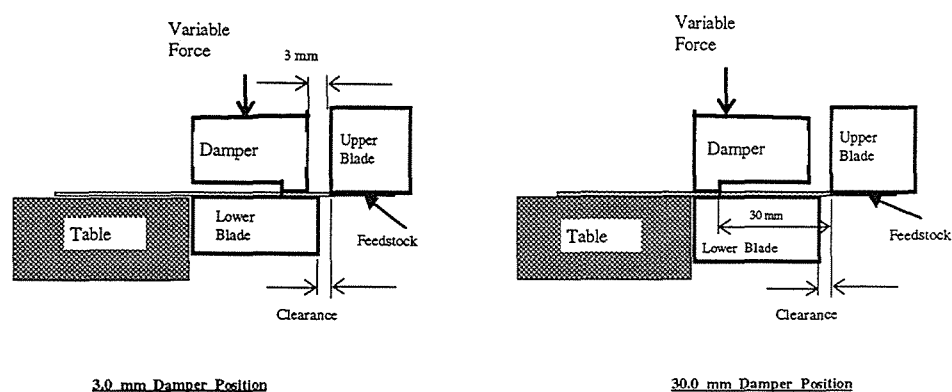 Variable
Force
3 mm
Damper
Upper
Blade
Lower
Blade
Table
Feedstock
Clearance
3.0 mm Damper Position
Variable
Force
Damper
Upper
Blade
30 mm
Table
Lower Blade
Feedstock
Clearance
30.0 mm Damper Position